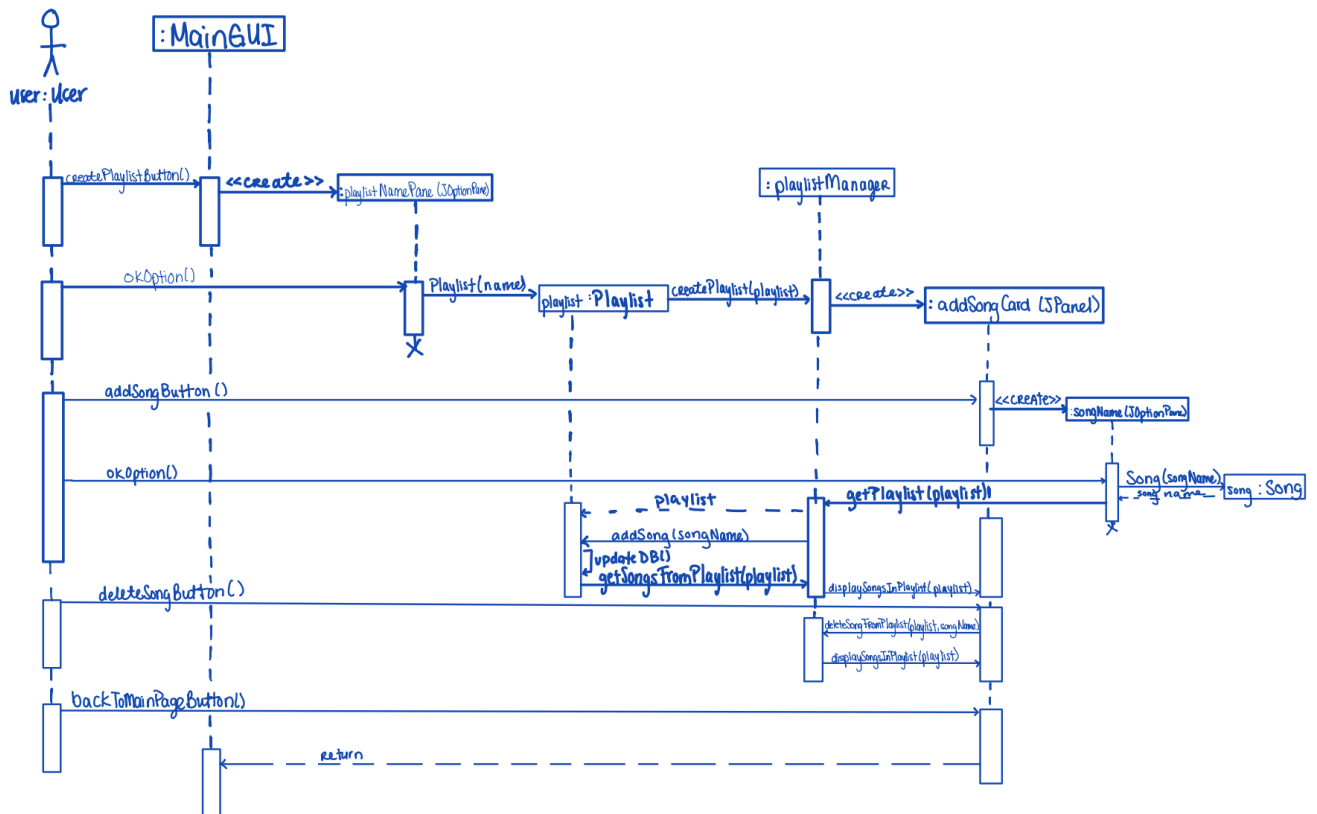 :MainGUI
user:User
createPlaylistButton()
<<create>>
:playlistNamePane (JOptionPane)
:playlistManager
okOption()
Playlist(name)
playlist :Playlist
createPlaylist(playlist)
<<create>>
:addSongCard (JPanel)
addSongButton()
<<CREATE>>
:songName(JOptionPane)
okOption()
Song(songName)
song name
song :Song
playlist
getPlaylist(playlist)
addSong(songName)
updateDB()
getSongsFromPlaylist(playlist)
displaySongsInPlaylist(playlist)
deleteSongButton()
deleteSongFromPlaylist(playlist,songName)
displaySongsInPlaylist(playlist)
backToMainPageButton()
return